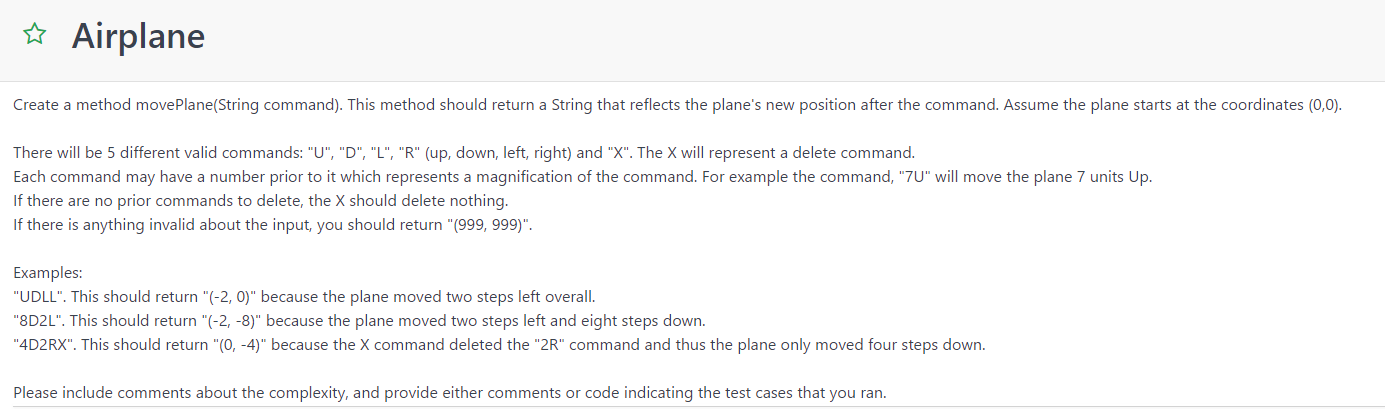 Airplane
Create a method movePlane(String command). This method should return a String that reflects the plane's new position after the command. Assume the plane starts at the coordinates (0,0).
There will be 5 different valid commands: "U", "D", "L", "R" (up, down, left, right) and "X". The X will represent a delete command.
Each command may have a number prior to it which represents a magnification of the command. For example the command, "7U" will move the plane 7 units Up.
If there are no prior commands to delete, the X should delete nothing.
If there is anything invalid about the input, you should return "(999, 999)".
Examples:
"UDLL". This should return "(-2, 0)" because the plane moved two steps left overall.
"8D2L". This should return "(-2, -8)" because the plane moved two steps left and eight steps down.
"4D2RX". This should return "(0, -4)" because the X command deleted the "2R" command and thus the plane only moved four steps down.
Please include comments about the complexity, and provide either comments or code indicating the test cases that you ran.